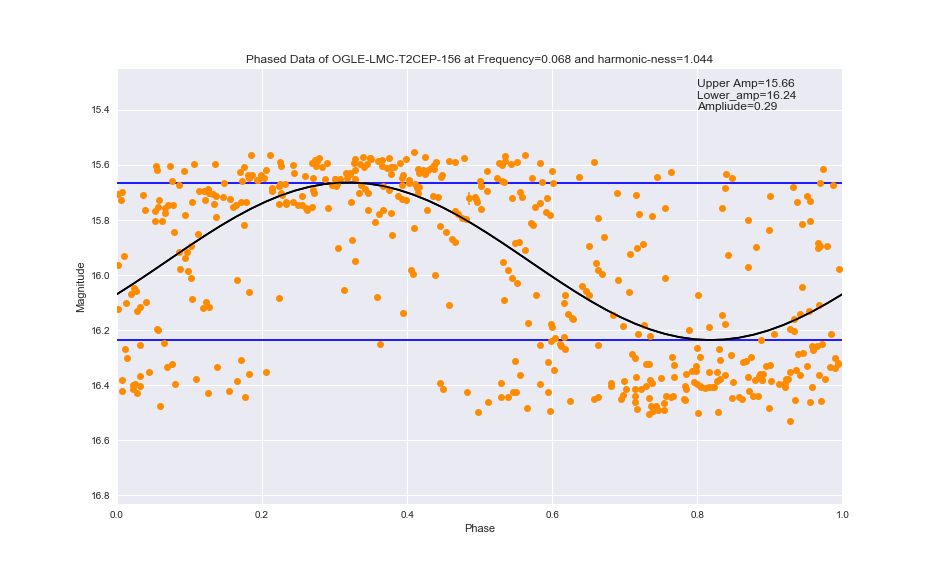 Phased Data of OGLE-LMC-T2CEP-156 at Frequency=0.068 and harmonic-ness=1.044
Upper Amp=15.66
Lower_amp=16.24
Ampliude=0.29
15.4
15.6
15.8
16.0
16.2
16.4
16.6
16.8
Magnitude
0.0 0.2 0.4 0.6 0.8 1.0
Phase